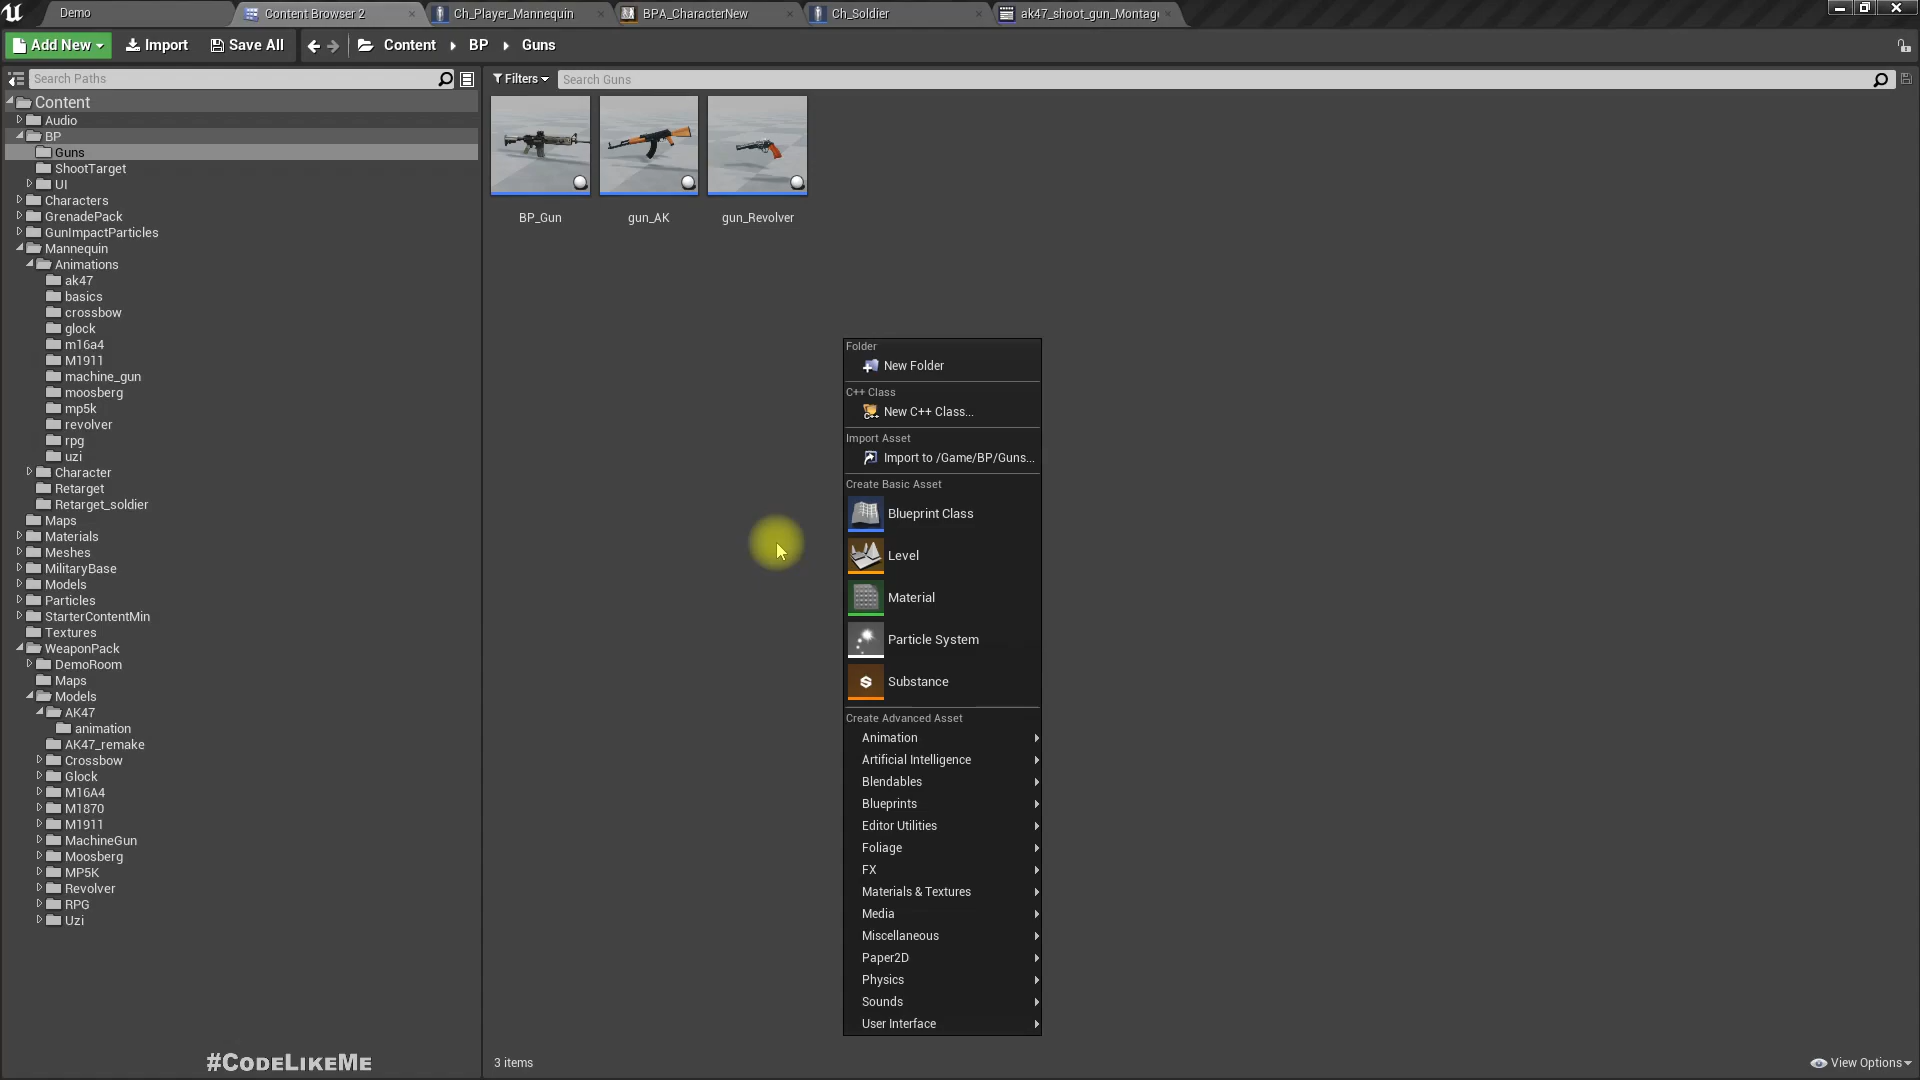 Demo
Content Browser 2
Ch_Player_Mannequin
BPA_CharacterNew
Ch_Soldier
ak47_shoot_gun_Montage
Add New
Import
Save All
Content
BP
Guns
Search Paths
Filters
Search Guns
Content
Audio
BP
Guns
ShootTarget
UI
Characters
GrenadePack
GunImpactParticles
Mannequin
Animations
ak47
basics
crossbow
glock
m16a4
M1911
machine_gun
moosberg
mp5k
revolver
rpg
uzi
Character
Retarget
Retarget_soldier
Maps
Materials
Meshes
MilitaryBase
Models
Particles
StarterContentMin
Textures
WeaponPack
DemoRoom
Maps
Models
AK47
animation
AK47_remake
Crossbow
Glock
M16A4
M1870
M1911
MachineGun
Moosberg
MP5K
Revolver
RPG
Uzi
BP_Gun
gun_AK
gun_Revolver
Folder
New Folder
C++ Class
New C++ Class...
Import Asset
Import to /Game/BP/Guns...
Create Basic Asset
Blueprint Class
Level
Material
Particle System
Substance
Create Advanced Asset
Animation
Artificial Intelligence
Blendables
Blueprints
Editor Utilities
Foliage
FX
Materials & Textures
Media
Miscellaneous
Paper2D
Physics
Sounds
User Interface
#CodeLikeMe
3 items
View Options